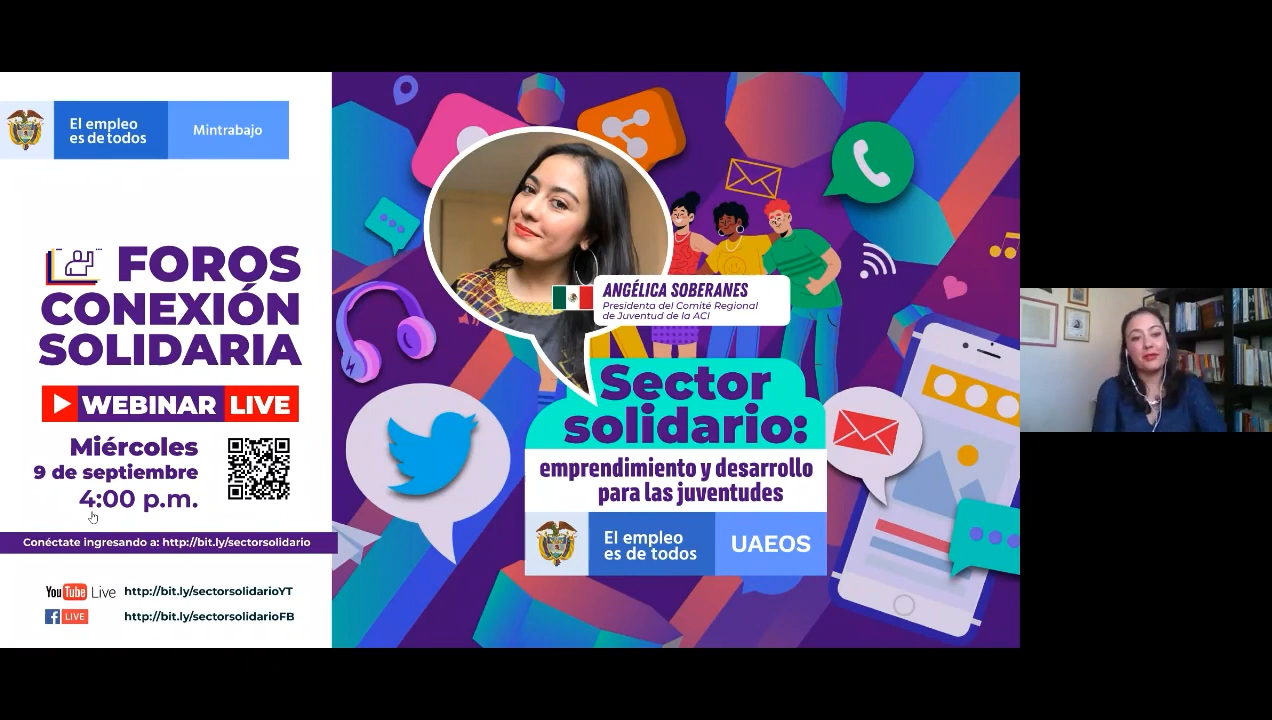 El empleo
es de todos
Mintrabajo
FOROS
CONEXIÓN
SOLIDARIA
WEBINAR LIVE
Miércoles
9 de septiembre
4:00 p.m.
Conéctate ingresando a: http://bit.ly/sectorsolidario
YouTube Live http://bit.ly/sectorsolidarioYT
LIVE http://bit.ly/sectorsolidarioFB
ANGÉLICA SOBERANES
Presidenta del Comité Regional
de Juventud de la ACI
Sector
solidario:
emprendimiento y desarrollo
para las juventudes
El empleo
es de todos
UAEOS